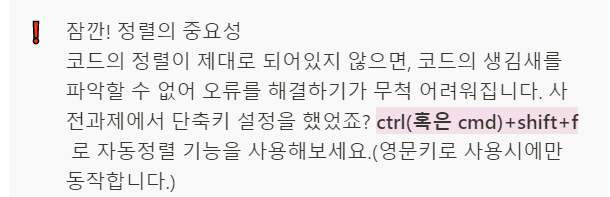 잠깐! 정렬의 중요성
코드의 정렬이 제대로 되어있지 않으면, 코드의 생김새를
파악할 수 없어 오류를 해결하기가 무척 어려워집니다. 사
전과제에서 단축키 설정을 했었죠? ctrl(혹은 cmd)+shift+f
로 자동정렬 기능을 사용해보세요.(영문키로 사용시에만
동작합니다.)